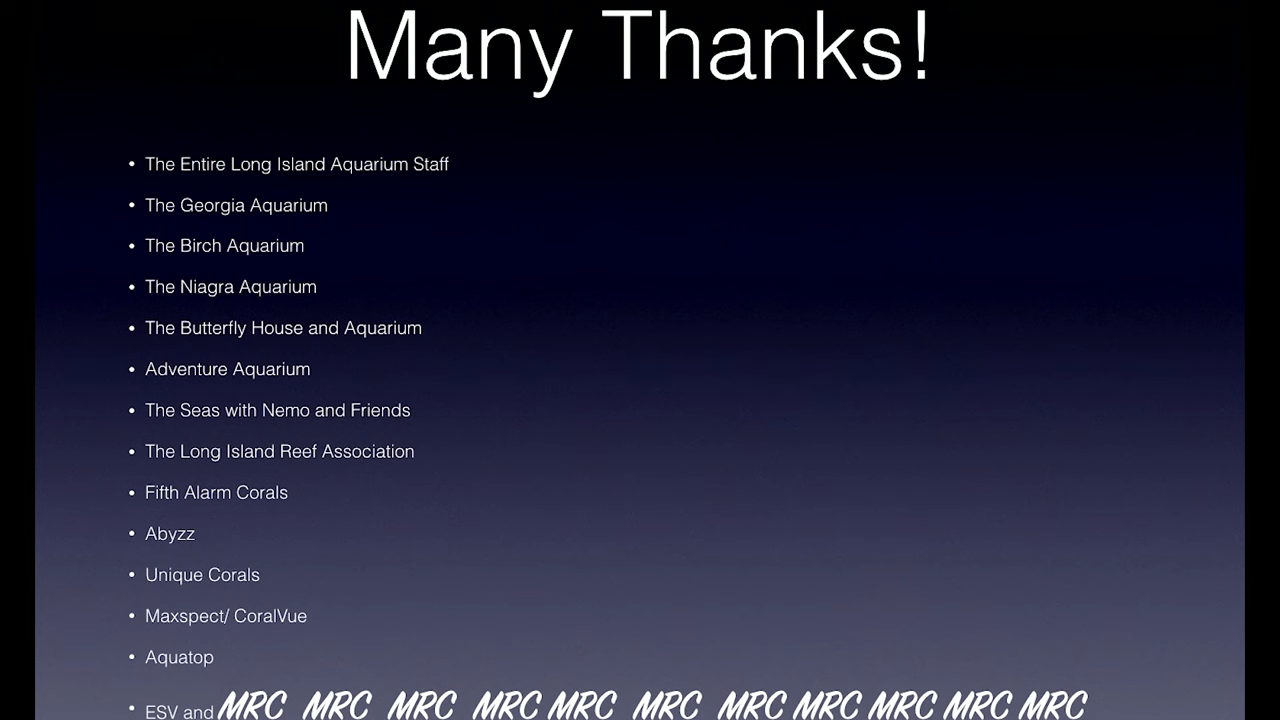 Many Thanks!
• The Entire Long Island Aquarium Staff
• The Georgia Aquarium
• The Birch Aquarium
• The Niagra Aquarium
• The Butterfly House and Aquarium
• Adventure Aquarium
• The Seas with Nemo and Friends
• The Long Island Reef Association
• Fifth Alarm Corals
• Abyzz
• Unique Corals
• Maxspect/ CoralVue
• Aquatop
• ESV and MRC MRC MRC MRC MRC MRC MRC MRC MRC MRC MRC